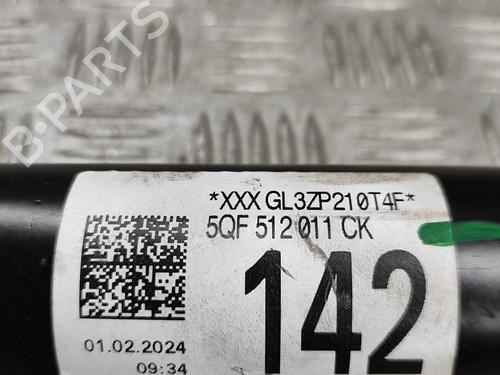 B-PARTS
*XXX GL3ZP210T4F*
5QF 512 011 CK
142
01.02.2024
09:34